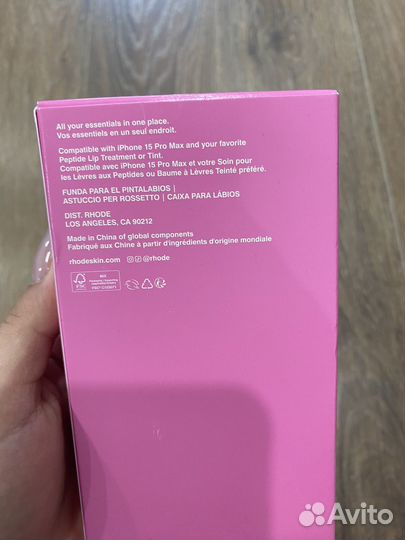 All your essentials in one place.
Vos essentiels en un seul endroit.
Compatible with iPhone 15 Pro Max and your favorite
Peptide Lip Treatment or Tint.
Compatible avec iPhone 15 Pro Max et votre Soin pour
les Lèvres aux Peptides ou Baume à Lèvres Teinté préféré.
FUNDA PARA EL PINTALABIOS |
ASTUCCIO PER ROSSETTO | CAIXA PARA LÁBIOS
DIST. RHODE
LOS ANGELES, CA 90212
Made in China of global components
Fabriqué aux Chine à partir d'ingrédients d'origine mondiale
rhodeskin.com @rhode
FSC
MIX
Avito